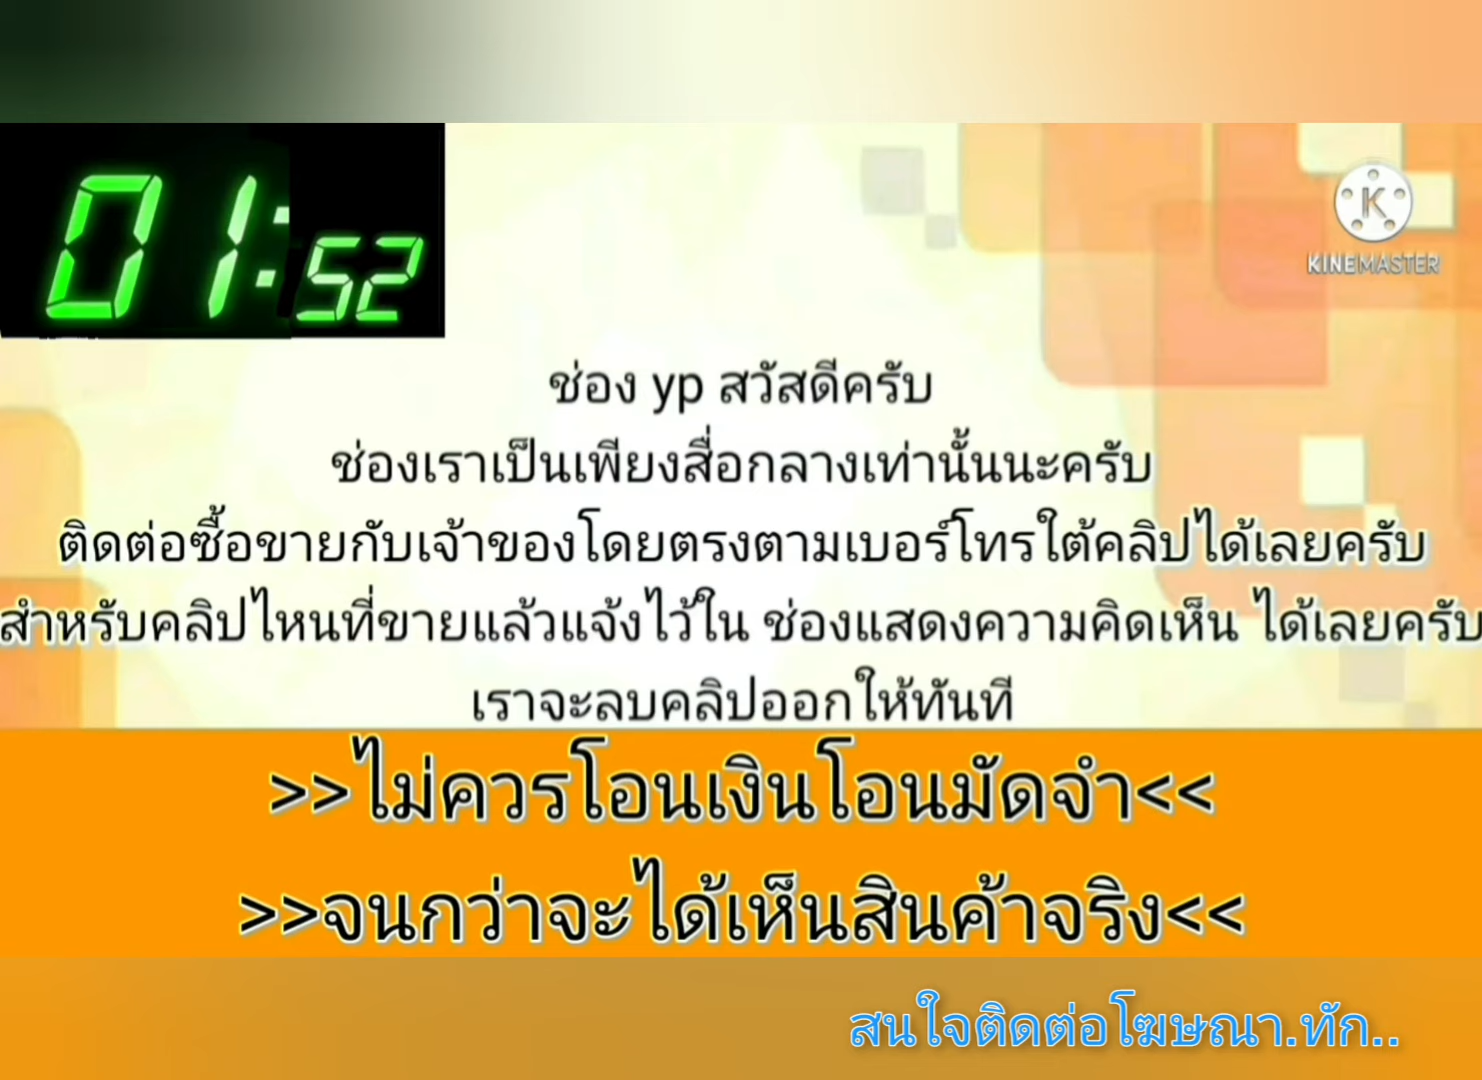 01:52
KINEMASTER
ช่อง yp สวัสดีครับ
ช่องเราเป็นเพียงสื่อกลางเท่านั้นนะครับ
ติดต่อซื้อขายกับเจ้าของโดยตรงตามเบอร์โทรใต้คลิปได้เลยครับ
สำหรับคลิปไหนที่ขายแล้วแจ้งไว้ใน ช่องแสดงความคิดเห็น ได้เลยครับ
เราจะลบคลิปออกให้ทันที
>>ไม่ควรโอนเงินโอนมัดจำ<<
>>จนกว่าจะได้เห็นสินค้าจริง<<
สนใจติดต่อโฆษณา.ทัก..